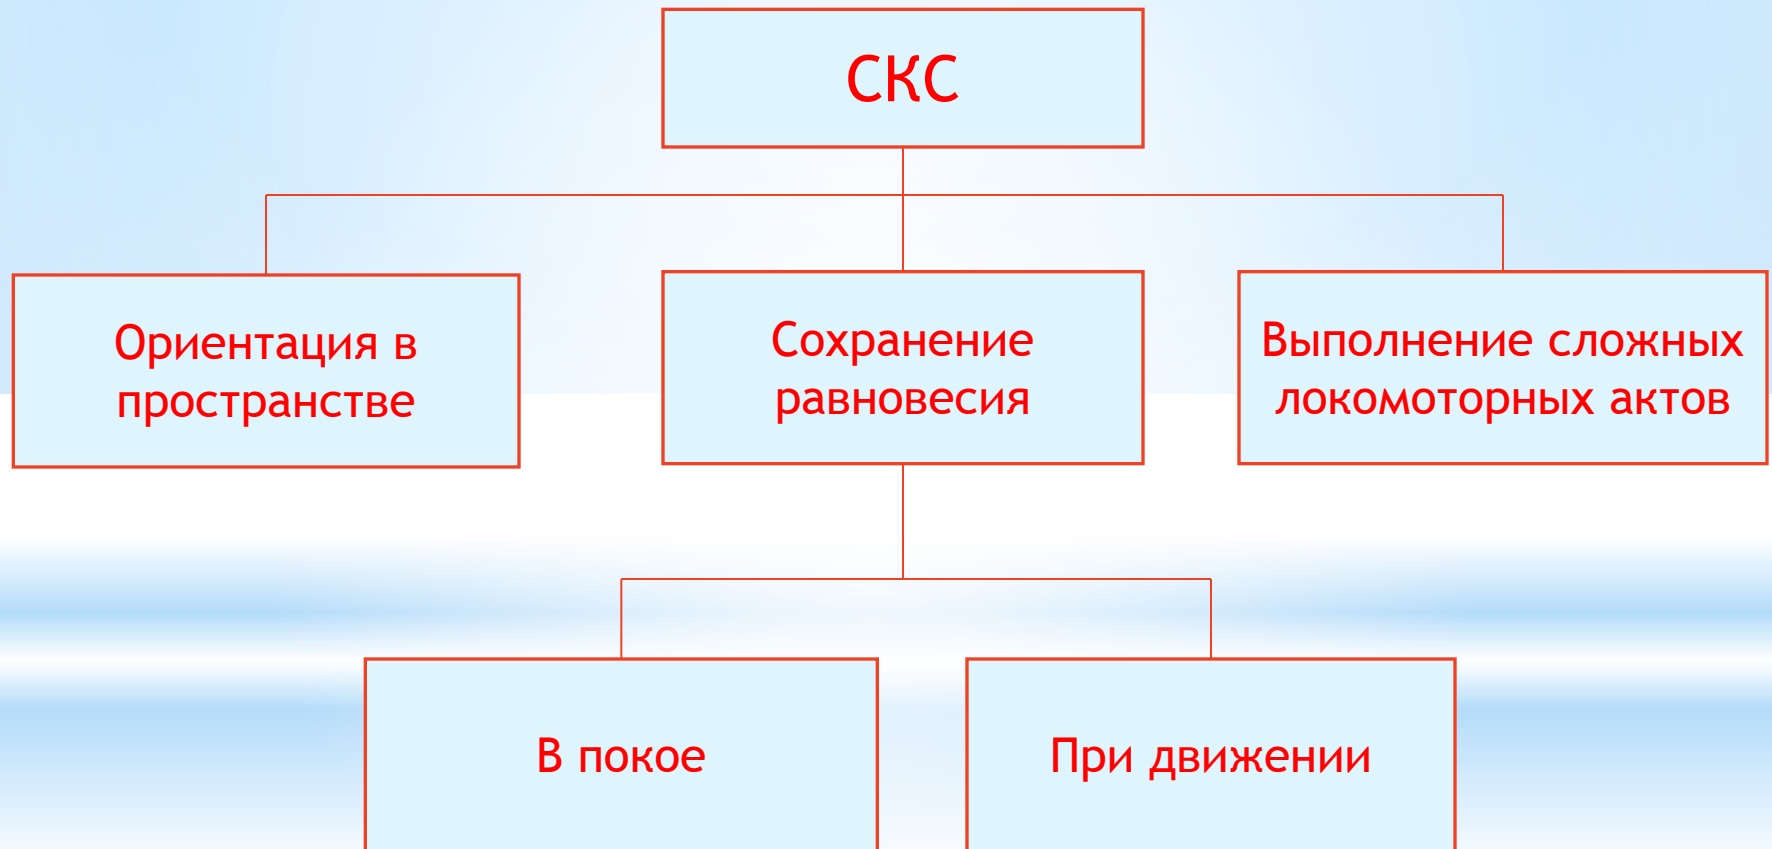 СКС
Ориентация в
пространстве
Сохранение
равновесия
Выполнение сложных
локомоторных актов
В покое
При движении